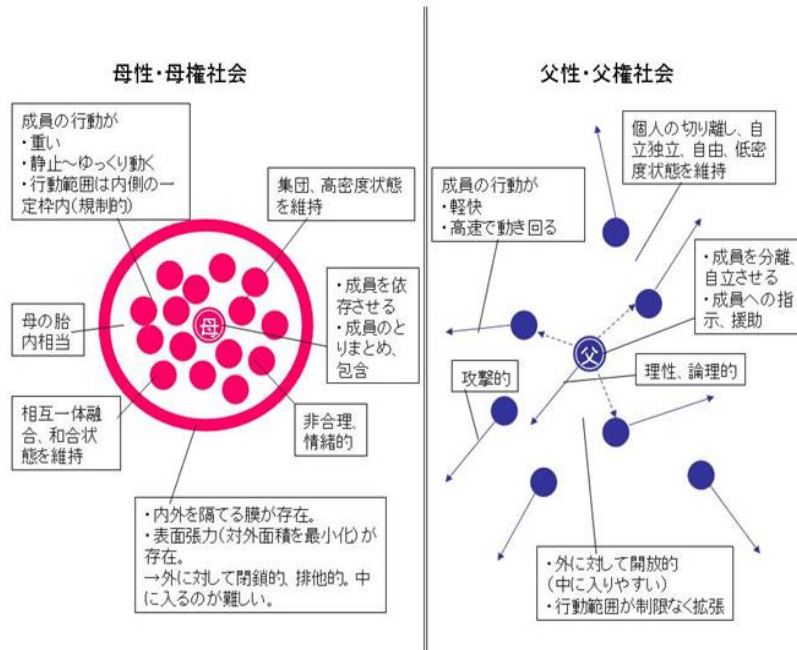 母性・母権社会
成員の行動が
・重い
・静止～ゆっくり動く
・行動範囲は内側の一
定枠内(規制的)
集団、高密度状態
を維持
母の胎
内相当
母
・成員を依
存させる
・成員のと
りまとめ、
包含
相互一体融
合、和合状
態を維持
非合理、
情緒的
・内外を隔てる膜が存在。
・表面張力(対外面積を最小化)が
存在。
→外に対して閉鎖的、排他的。中
に入るのが難しい。
父性・父権社会
個人の切り離し、自
立独立、自由、低密
度状態を維持
成員の行動が
・軽快
・高速で動き回る
・成員を分離、
自立させる
・成員への指
示、援助
父
攻撃的
理性、論理的
・外に対して開放的
(中に入りやすい)
・行動範囲が制限なく拡張